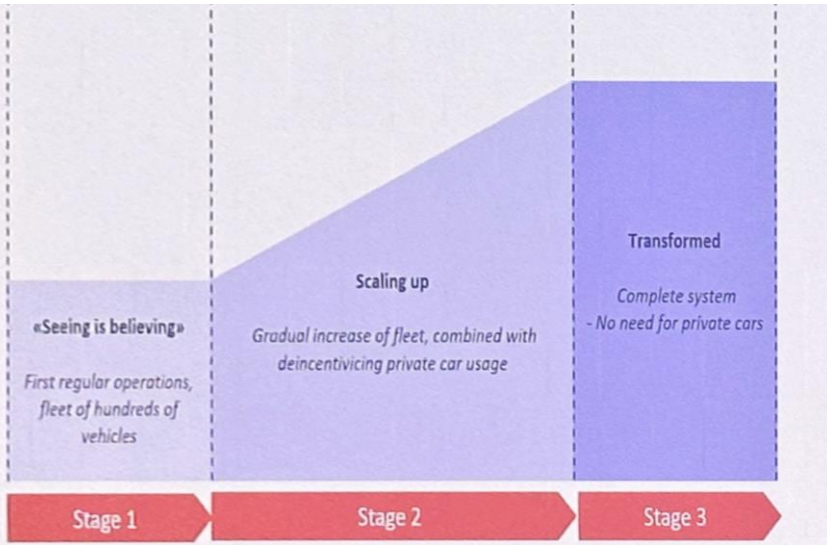 «Seeing is believing»
First regular operations,
fleet of hundreds of
vehicles
Scaling up
Gradual increase of fleet, combined with
deincentivicing private car usage
Transformed
Complete system
- No need for private cars
Stage 1
Stage 2
Stage 3